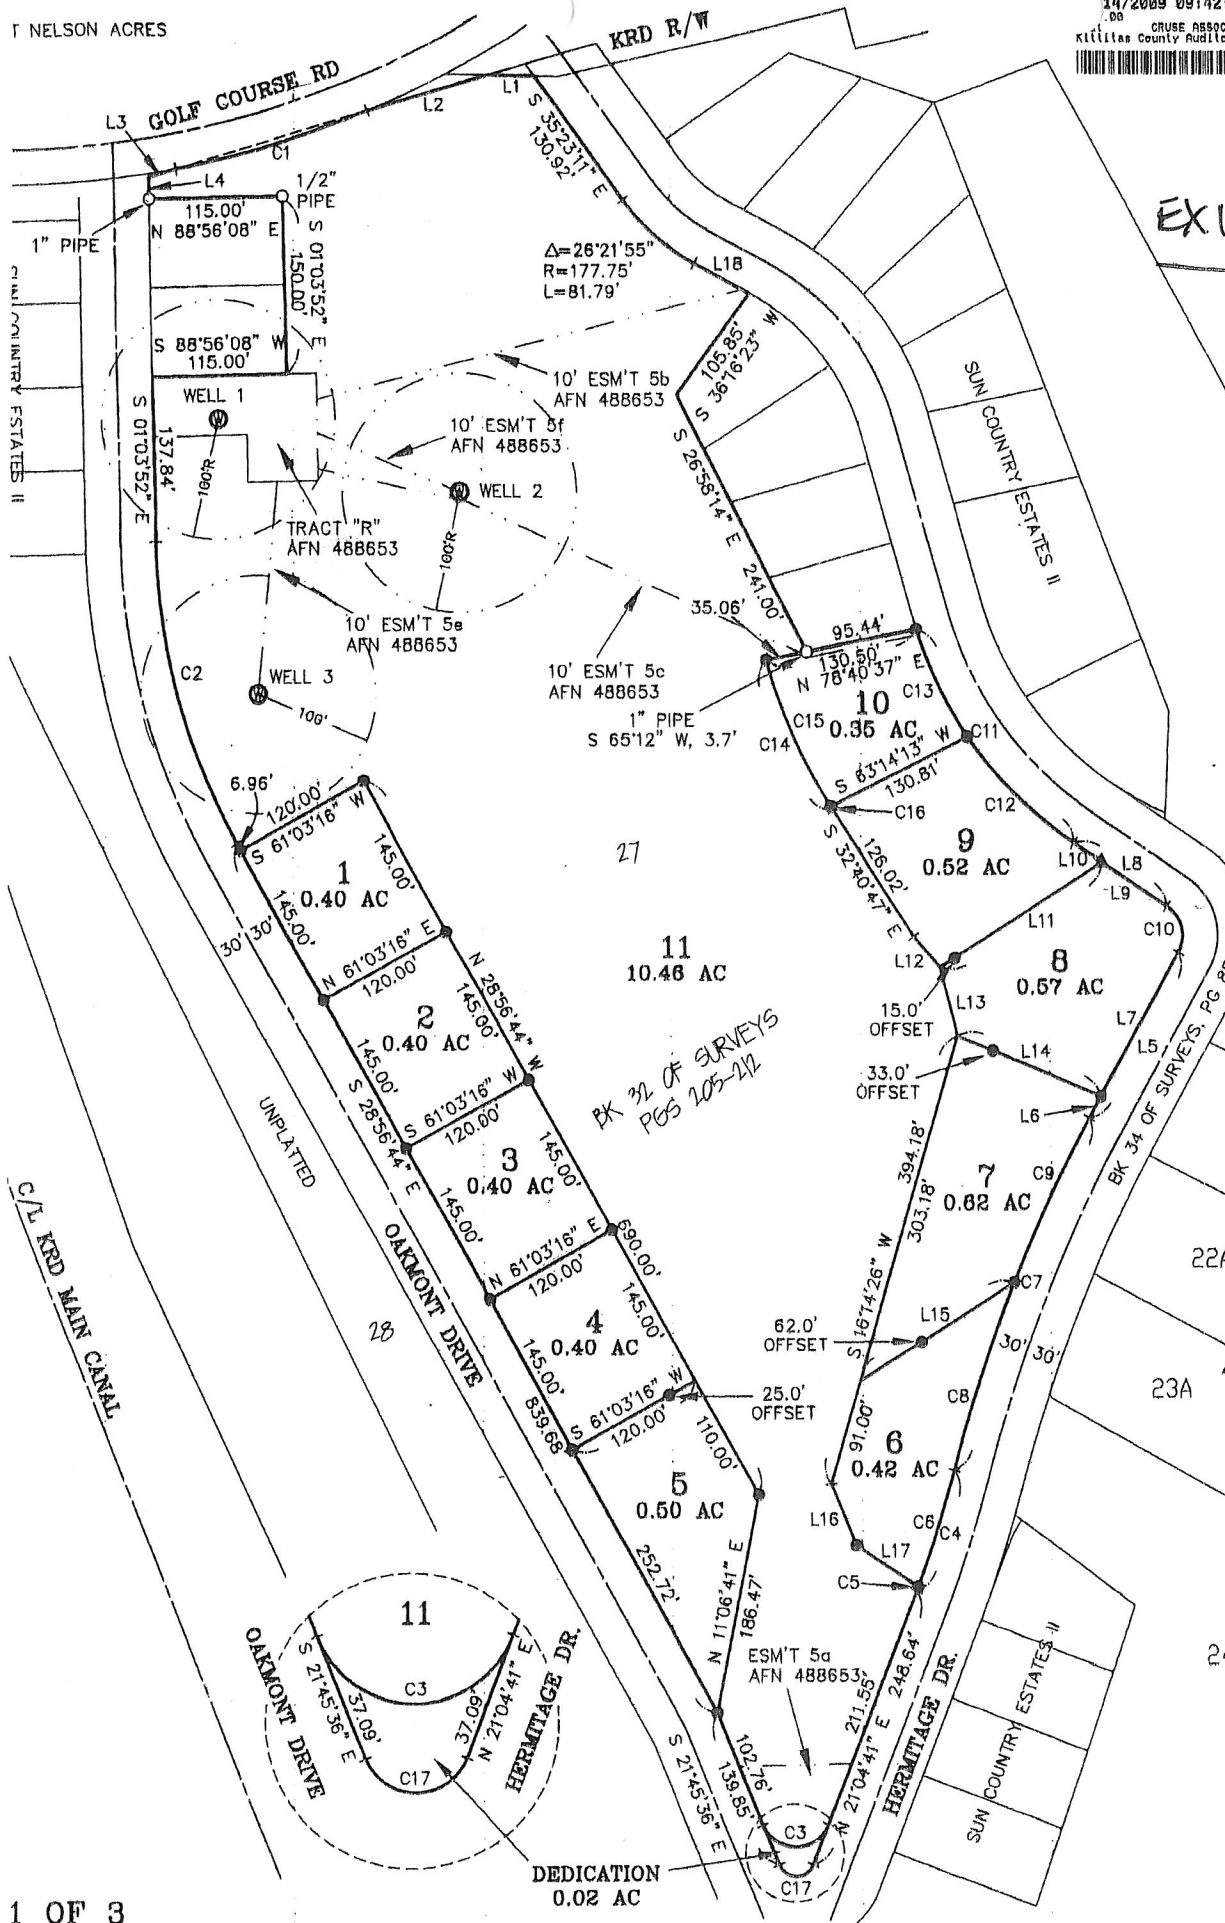 T NELSON ACRES
14/2009 09:42
.00
CRUSE ASSOC
Kittitas County Audito
KRD R/W
GOLF COURSE RD
L1
L2
L3
C1
L4
1/2"
PIPE
1" PIPE
115.00'
N 88°56'08" E
S 01°03'52" E
150.00'
S 88°56'08" W
115.00'
S 35°23'11" E
130.92'
EX
Δ=26°21'55"
R=177.75'
L=81.79'
L18
105.85'
S 36°16'23" W
SUN COUNTRY ESTATES II
10' ESM'T 5b
AFN 488653
WELL 1
10' ESM'T 5f
AFN 488653
WELL 2
100'R
S 01°03'52" E
137.84'
TRACT "R"
AFN 488653
100'R
S 26°58'14" E
241.00'
SUN COUNTRY ESTATES II
10' ESM'T 5e
AFN 488653
35.06'
95.44'
130.50'
N 78°40'37" E
10' ESM'T 5c
AFN 488653
C2
WELL 3
100'
1" PIPE
S 65°12" W, 3.7'
10
0.35 AC
C13
C15
C14
C11
S 63°14'13" W
130.81'
C16
C12
6.96'
120.00'
S 61°03'16" W
1
0.40 AC
145.00'
145.00'
27
9
0.52 AC
S 32°40'47" E
126.02'
L10
L8
L9
L11
C10
30' 30'
N 61°03'16" E
120.00'
11
10.46 AC
L12
8
0.57 AC
L13
15.0'
OFFSET
L7
L5
2
0.40 AC
N 28°56'44" W
145.00'
145.00'
S 28°56'44" E
BK 32 OF SURVEYS
PGS 205-212
33.0'
OFFSET
L14
L6
BK 34 OF SURVEYS, PG 85
UNPLATTED
S 61°03'16" W
120.00'
3
0.40 AC
145.00'
145.00'
394.18'
303.18'
S 16°14'26" W
7
0.62 AC
C9
C/L KRD MAIN CANAL
OAKMONT DRIVE
N 61°03'16" E
120.00'
690.00'
C7
22A
28
4
0.40 AC
145.00'
145.00'
839.68
62.0'
OFFSET
L15
30' 30'
23A
S 61°03'16" W
120.00'
25.0'
OFFSET
110.00'
91.00'
C8
6
0.42 AC
5
0.50 AC
252.72'
L16
L17
C6
C4
C5
N 11°06'41" E
186.47'
11
OAKMONT DRIVE
S 21°45'36" E
37.09'
C3
37.09'
N 21°04'41" E
HERMITAGE DR.
C17
ESM'T 5a
AFN 488653
211.55'
248.64'
N 21°04'41" E
HERMITAGE DR.
SUN COUNTRY ESTATES II
2
S 21°45'36" E
102.76'
139.85'
C3
C17
DEDICATION
0.02 AC
1 OF 3